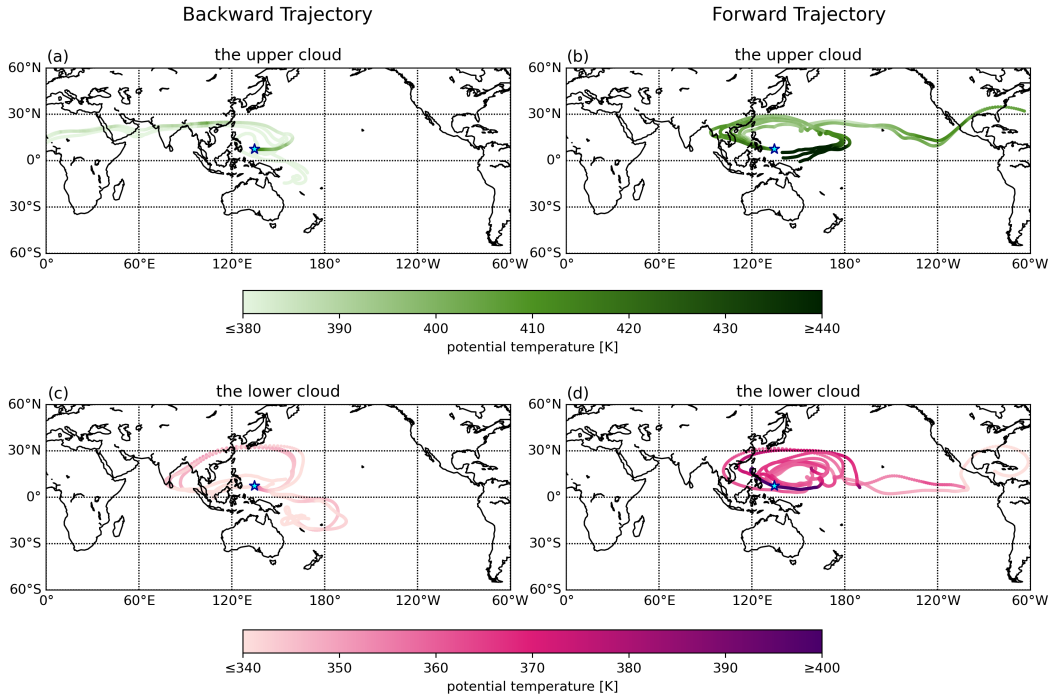 Backward Trajectory
Forward Trajectory
(a)
the upper cloud
60°N
30°N
0°
30°S
60°S
0° 60°E 120°E 180° 120°W 60°W
(b)
the upper cloud
60°N
30°N
0°
30°S
60°S
0° 60°E 120°E 180° 120°W 60°W
≤380 390 400 410 420 430 ≥440
potential temperature [K]
(c)
the lower cloud
60°N
30°N
0°
30°S
60°S
0° 60°E 120°E 180° 120°W 60°W
(d)
the lower cloud
60°N
30°N
0°
30°S
60°S
0° 60°E 120°E 180° 120°W 60°W
≤340 350 360 370 380 390 ≥400
potential temperature [K]